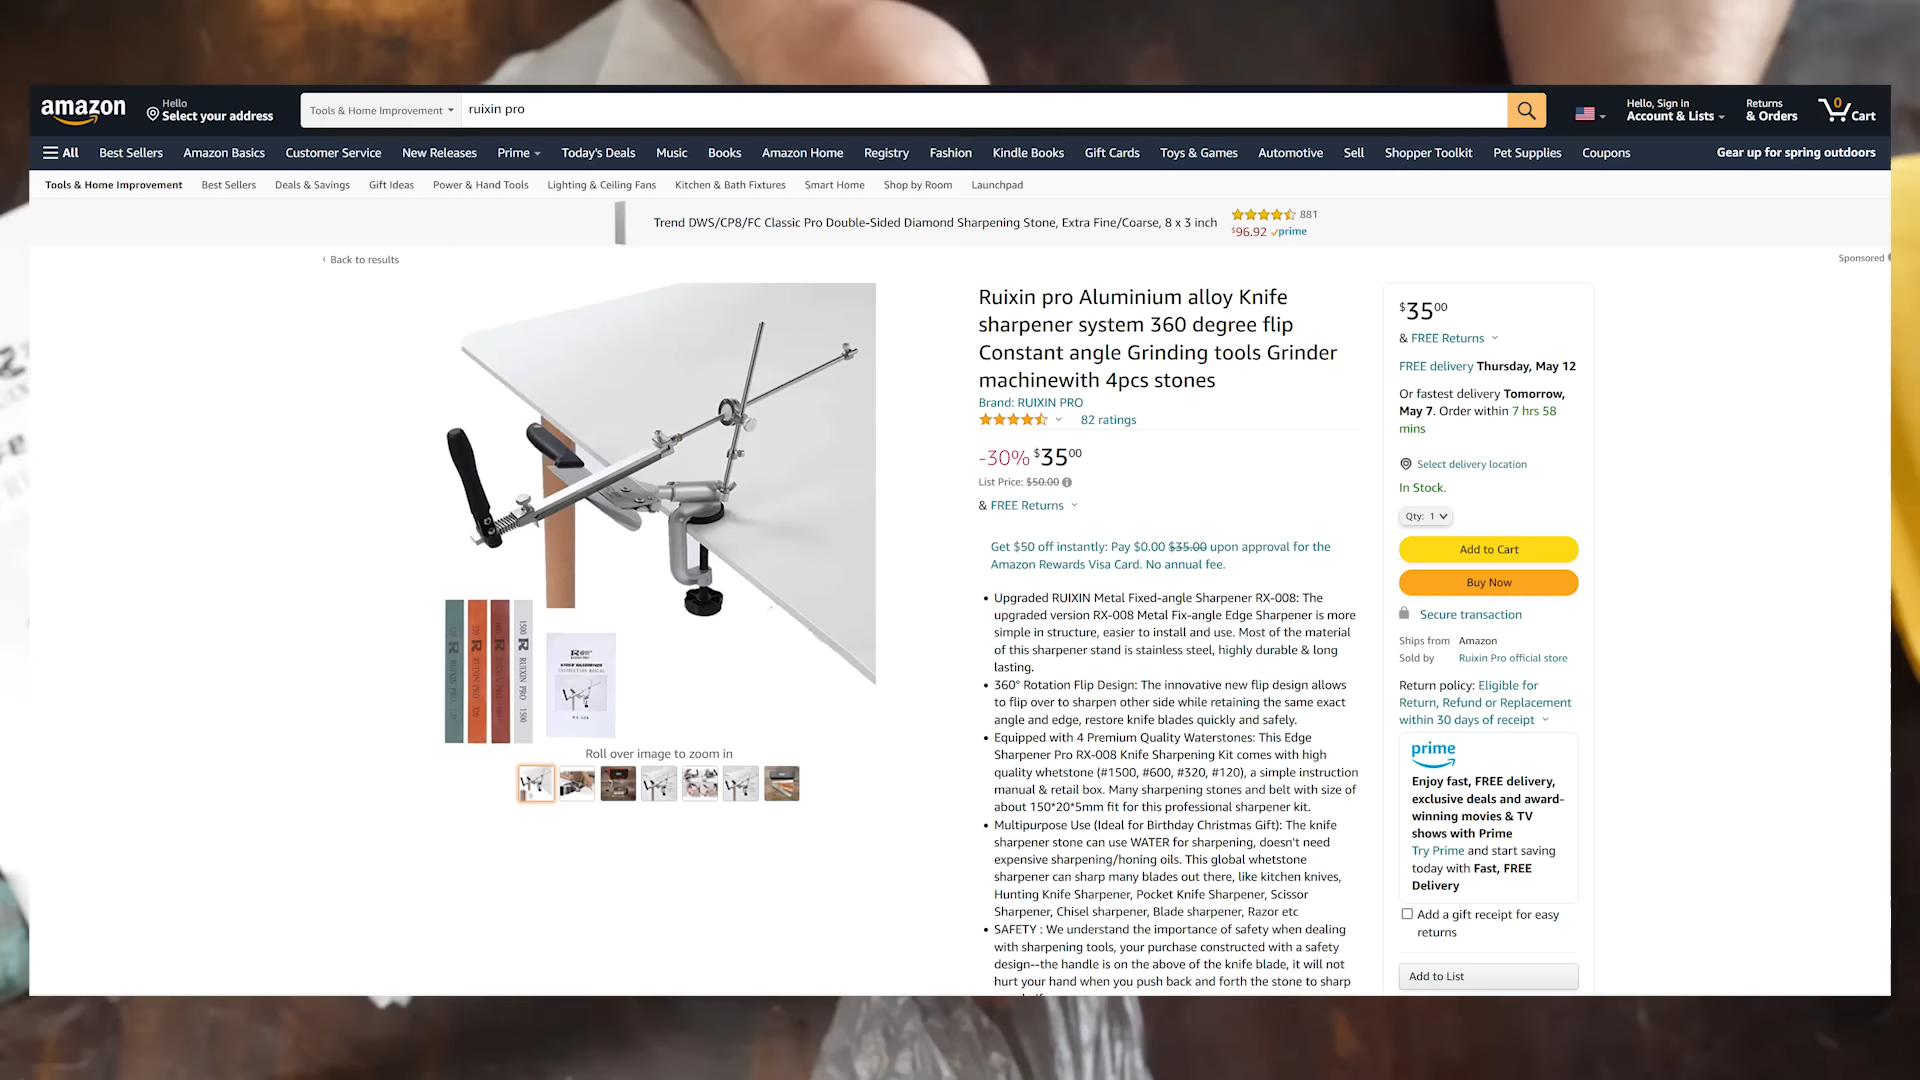 amazon
Hello
Select your address
Tools & Home Improvement
ruixin pro
Hello, Sign in
Account & Lists
Returns
& Orders
0
Cart
All
Best Sellers
Amazon Basics
Customer Service
New Releases
Prime
Today's Deals
Music
Books
Amazon Home
Registry
Fashion
Kindle Books
Gift Cards
Toys & Games
Automotive
Sell
Shopper Toolkit
Pet Supplies
Coupons
Gear up for spring outdoors
Tools & Home Improvement
Best Sellers
Deals & Savings
Gift Ideas
Power & Hand Tools
Lighting & Ceiling Fans
Kitchen & Bath Fixtures
Smart Home
Shop by Room
Launchpad
Trend DWS/CP8/FC Classic Pro Double-Sided Diamond Sharpening Stone, Extra Fine/Coarse, 8 x 3 inch
881
$96.92 prime
‹ Back to results
Sponsored
Ruixin pro Aluminium alloy Knife
sharpener system 360 degree flip
Constant angle Grinding tools Grinder
machinewith 4pcs stones
Brand: RUIXIN PRO
82 ratings
-30% $3500
List Price: $50.00
& FREE Returns
Get $50 off instantly: Pay $0.00 $35.00 upon approval for the
Amazon Rewards Visa Card. No annual fee.
• Upgraded RUIXIN Metal Fixed-angle Sharpener RX-008: The
upgraded version RX-008 Metal Fix-angle Edge Sharpener is more
simple in structure, easier to install and use. Most of the material
of this sharpener stand is stainless steel, highly durable & long
lasting.
• 360° Rotation Flip Design: The innovative new flip design allows
to flip over to sharpen other side while retaining the same exact
angle and edge, restore knife blades quickly and safely.
• Equipped with 4 Premium Quality Waterstones: This Edge
Sharpener Pro RX-008 Knife Sharpening Kit comes with high
quality whetstone (#1500, #600, #320, #120), a simple instruction
manual & retail box. Many sharpening stones and belt with size of
about 150*20*5mm fit for this professional sharpener kit.
• Multipurpose Use (Ideal for Birthday Christmas Gift): The knife
sharpener stone can use WATER for sharpening, doesn't need
expensive sharpening/honing oils. This global whetstone
sharpener can sharp many blades out there, like kitchen knives,
Hunting Knife Sharpener, Pocket Knife Sharpener, Scissor
Sharpener, Chisel sharpener, Blade sharpener, Razor etc
• SAFETY : We understand the importance of safety when dealing
with sharpening tools, your purchase constructed with a safety
design--the handle is on the above of the knife blade, it will not
hurt your hand when you push back and forth the stone to sharp
1500 R RUIXIN PRO 1500
Roll over image to zoom in
$3500
& FREE Returns
FREE delivery Thursday, May 12
Or fastest delivery Tomorrow,
May 7. Order within 7 hrs 58
mins
Select delivery location
In Stock.
Qty: 1
Add to Cart
Buy Now
Secure transaction
Ships from Amazon
Sold by Ruixin Pro official store
Return policy: Eligible for
Return, Refund or Replacement
within 30 days of receipt
prime
Enjoy fast, FREE delivery,
exclusive deals and award-
winning movies & TV
shows with Prime
Try Prime and start saving
today with Fast, FREE
Delivery
Add a gift receipt for easy
returns
Add to List